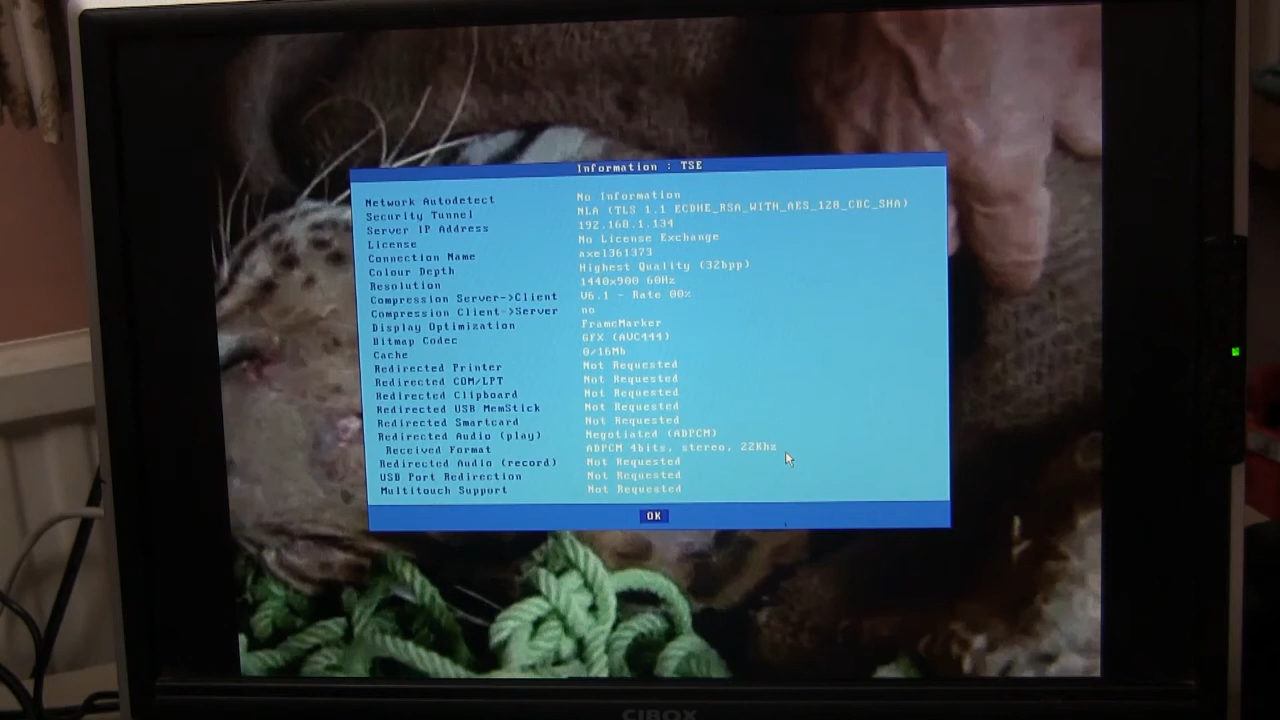 Information : TSE
Network Autodetect No Information
Security Tunnel NLA (TLS 1.1 ECDHE_RSA_WITH_AES_128_CBC_SHA)
Server IP Address 192.168.1.134
License No License Exchange
Connection Name axel361373
Colour Depth Highest Quality (32bpp)
Resolution 1440x900 60Hz
Compression Server->Client V6.1 - Rate 00%
Compression Client->Server no
Display Optimization FrameMarker
Bitmap Codec GFX (AVC444)
Cache 0/16Mb
Redirected Printer Not Requested
Redirected COM/LPT Not Requested
Redirected Clipboard Not Requested
Redirected USB MemStick Not Requested
Redirected Smartcard Not Requested
Redirected Audio (play) Negotiated (ADPCM)
Received Format ADPCM 4bits, stereo, 22Khz
Redirected Audio (record) Not Requested
USB Port Redirection Not Requested
Multitouch Support Not Requested
OK
CIBOX